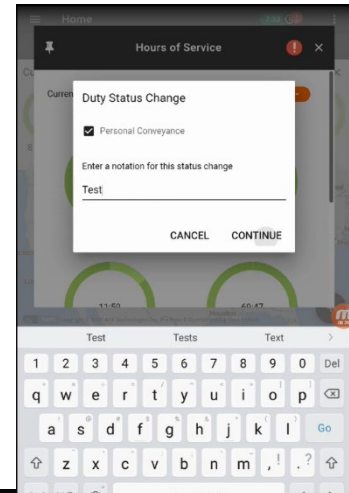 Home
Hours of Service
Curren
Duty Status Change
Personal Conveyance
Enter a notation for this status change
Test
CANCEL CONTINUE
11:50 60:47
Test Tests Text
1 2 3 4 5 6 7 8 9 0 Del
q w e r t y u i o p
a s d f g h j k l Go
z x c v b n m , ! . ?